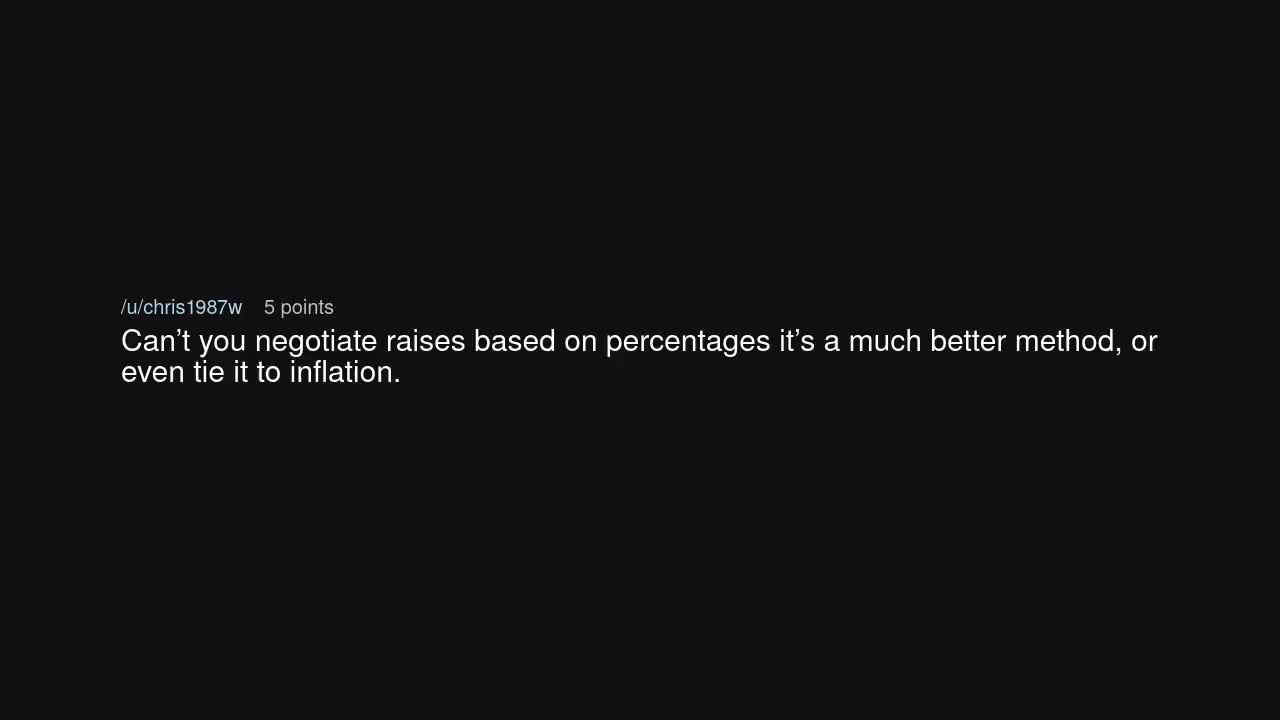 /u/chris1987w 5 points
Can’t you negotiate raises based on percentages it’s a much better method, or
even tie it to inflation.